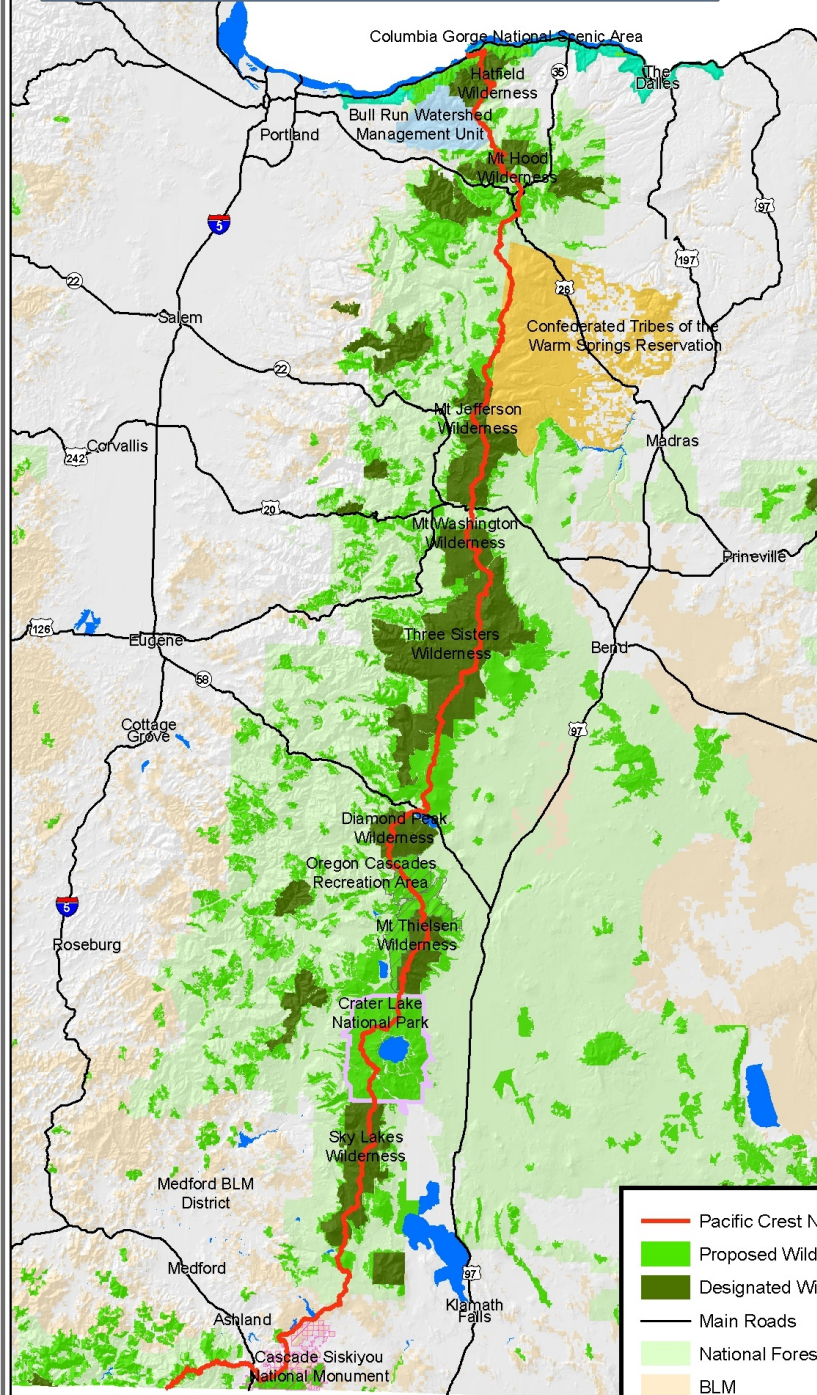 Columbia Gorge National Scenic Area
Hatfield
Wilderness
35
The
Dalles
Bull Run Watershed
Management Unit
Portland
Mt Hood
Wilderness
97
5
197
22
26
Salem
Confederated Tribes of the
Warm Springs Reservation
22
Mt Jefferson
Wilderness
Madras
Corvallis
242
20
Mt Washington
Wilderness
Prineville
126
Eugene
Three Sisters
Wilderness
Bend
58
Cottage
Grove
97
Diamond Peak
Wilderness
Oregon Cascades
Recreation Area
5
Roseburg
Mt Thielsen
Wilderness
Crater Lake
National Park
Sky Lakes
Wilderness
Medford BLM
District
Medford
97
Klamath
Falls
Ashland
Cascade Siskiyou
National Monument
Pacific Crest N
Proposed Wild
Designated Wi
Main Roads
National Fores
BLM